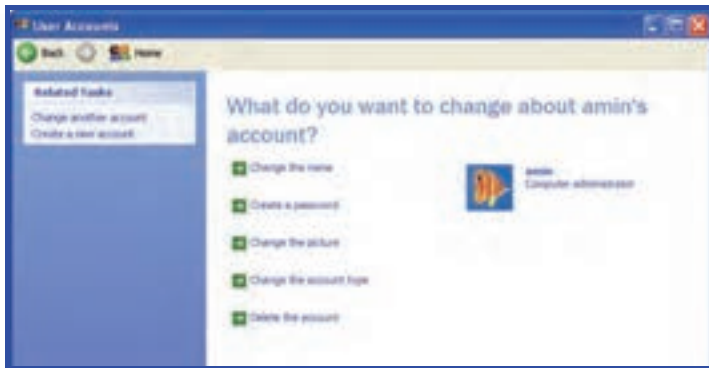 User Accounts
Back Home
Related Tasks
Change another account
Create a new account
What do you want to change about amin's
account?
Change the name
Create a password
Change the picture
Change the account type
Delete the account
amin
Computer administrator